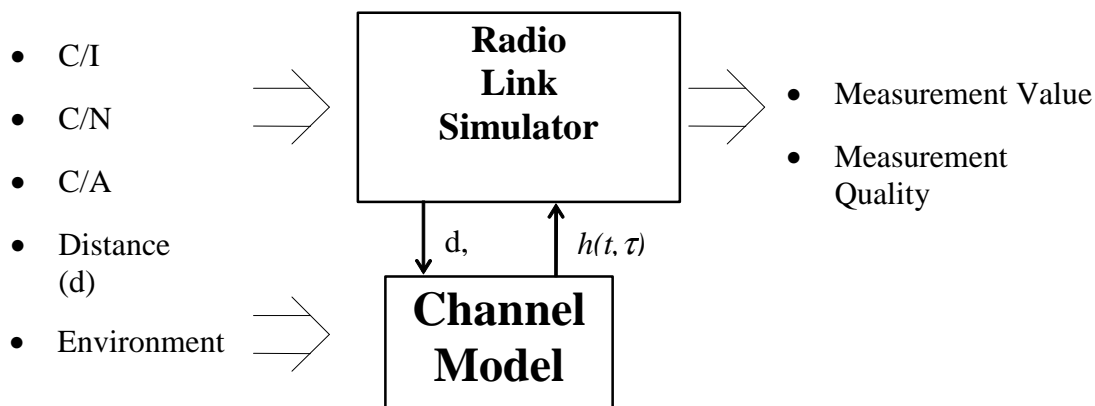 • C/I
• C/N
• C/A
• Distance
(d)
• Environment
Radio
Link
Simulator
• Measurement Value
• Measurement
Quality
d,
h(t, τ)
Channel
Model